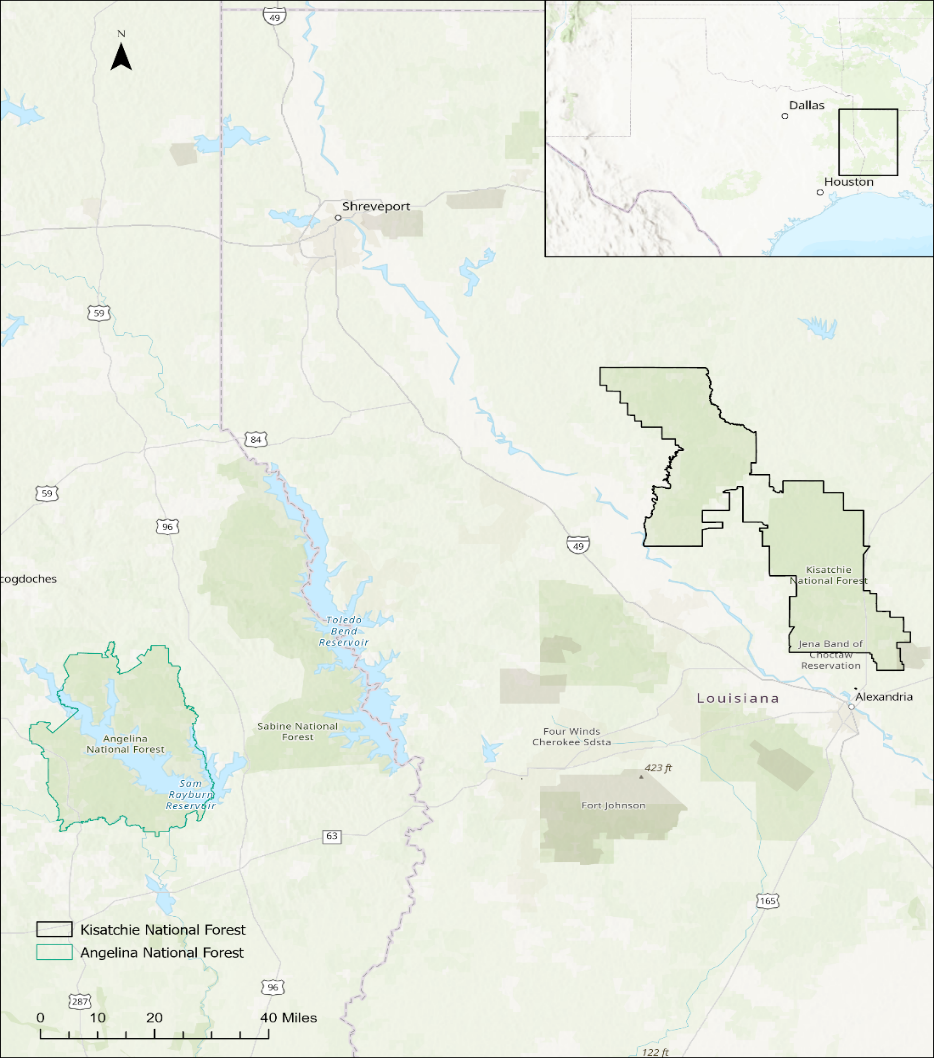 N
49
Dallas
Houston
Shreveport
59
84
59
96
49
cogdoches
Kisatchie
National Forest
Toledo
Bend
Reservoir
Jena Band of
Choctaw
Reservation
Louisiana
Alexandria
Sabine National
Forest
Four Winds
Cherokee Sdsta
Angelina
National Forest
423 ft
Sam
Rayburn
Reservoir
Fort Johnson
63
165
Kisatchie National Forest
Angelina National Forest
96
287
0 10 20 40 Miles
122 ft